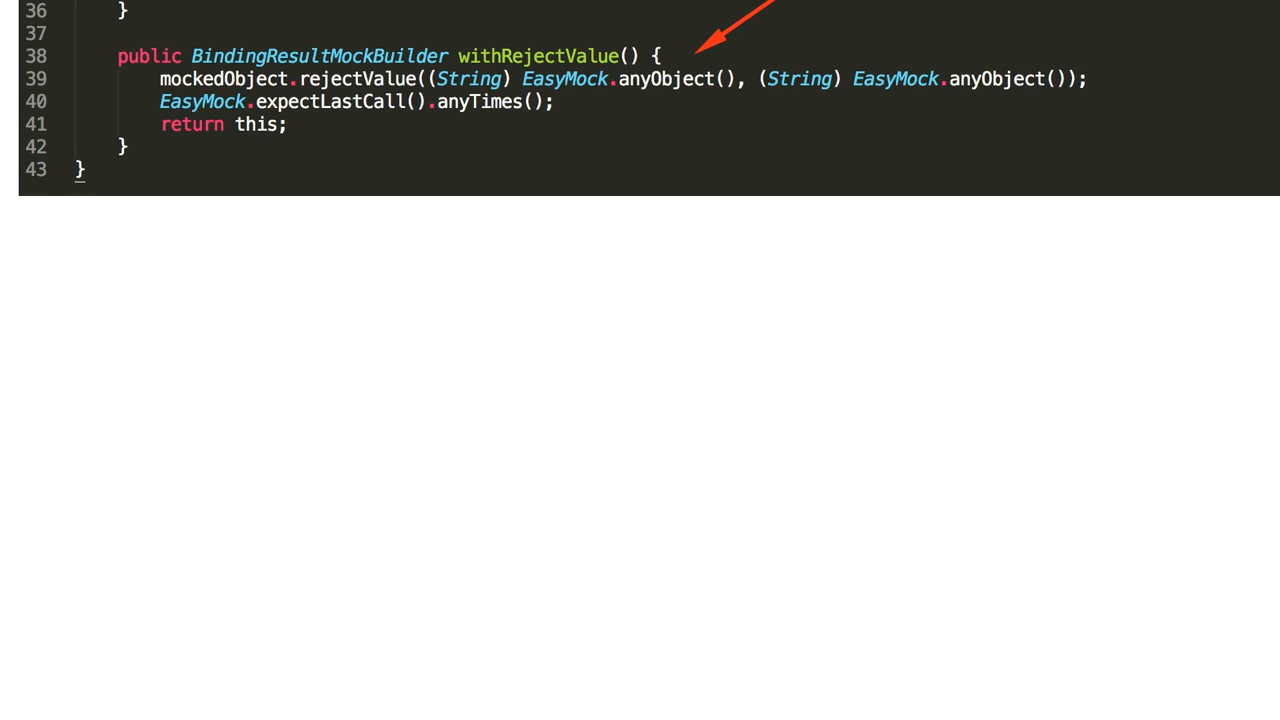 36 }
37
38 public BindingResultMockBuilder withRejectValue() {
39 mockedObject.rejectValue((String) EasyMock.anyObject(), (String) EasyMock.anyObject());
40 EasyMock.expectLastCall().anyTimes();
41 return this;
42 }
43 }